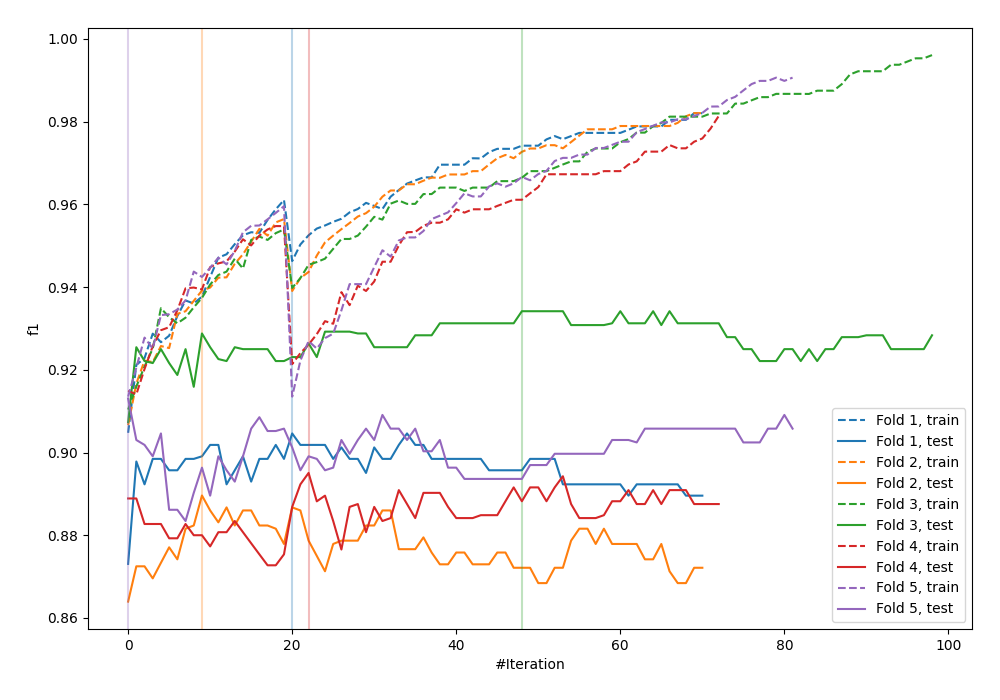 1.00
0.98
0.96
0.94
0.92
0.90
0.88
0.86
f1
0 20 40 60 80 100
#Iteration
Fold 1, train
Fold 1, test
Fold 2, train
Fold 2, test
Fold 3, train
Fold 3, test
Fold 4, train
Fold 4, test
Fold 5, train
Fold 5, test